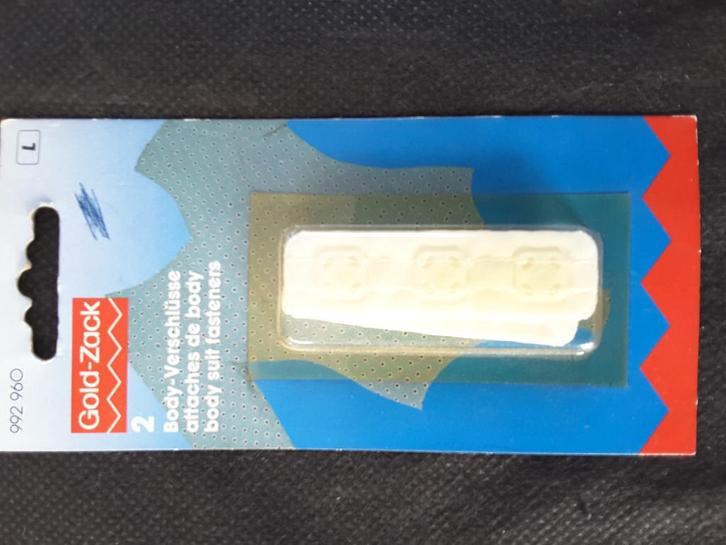 992 960
L
Gold-Zack
2
Body-Verschlüsse
attaches de body
body suit fasteners